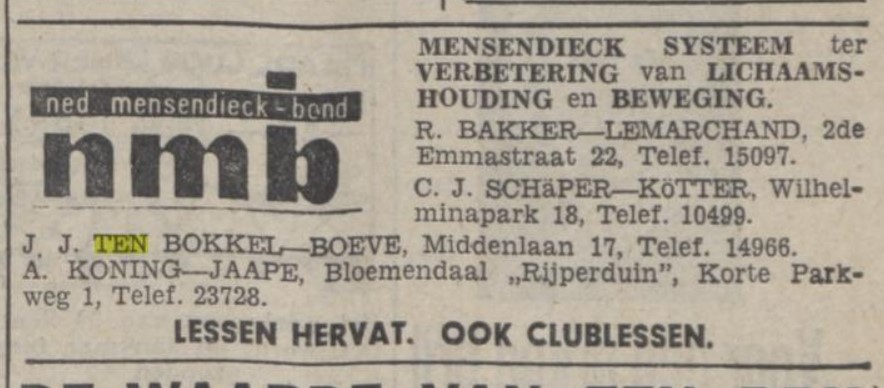 ned. mensendieck-bond
nmb
MENSENDIECK SYSTEEM ter
VERBETERING van LICHAAMS-
HOUDING en BEWEGING.
R. BAKKER—LEMARCHAND, 2de
Emmastraat 22, Telef. 15097.
C. J. SCHäPER—KöTTER, Wilhel-
minapark 18, Telef. 10499.
J. J. TEN BOKKEL—BOEVE, Middenlaan 17, Telef. 14966.
A. KONING—JAAPE, Bloemendaal „Rijperduin”, Korte Park-
weg 1, Telef. 23728.
LESSEN HERVAT. OOK CLUBLESSEN.